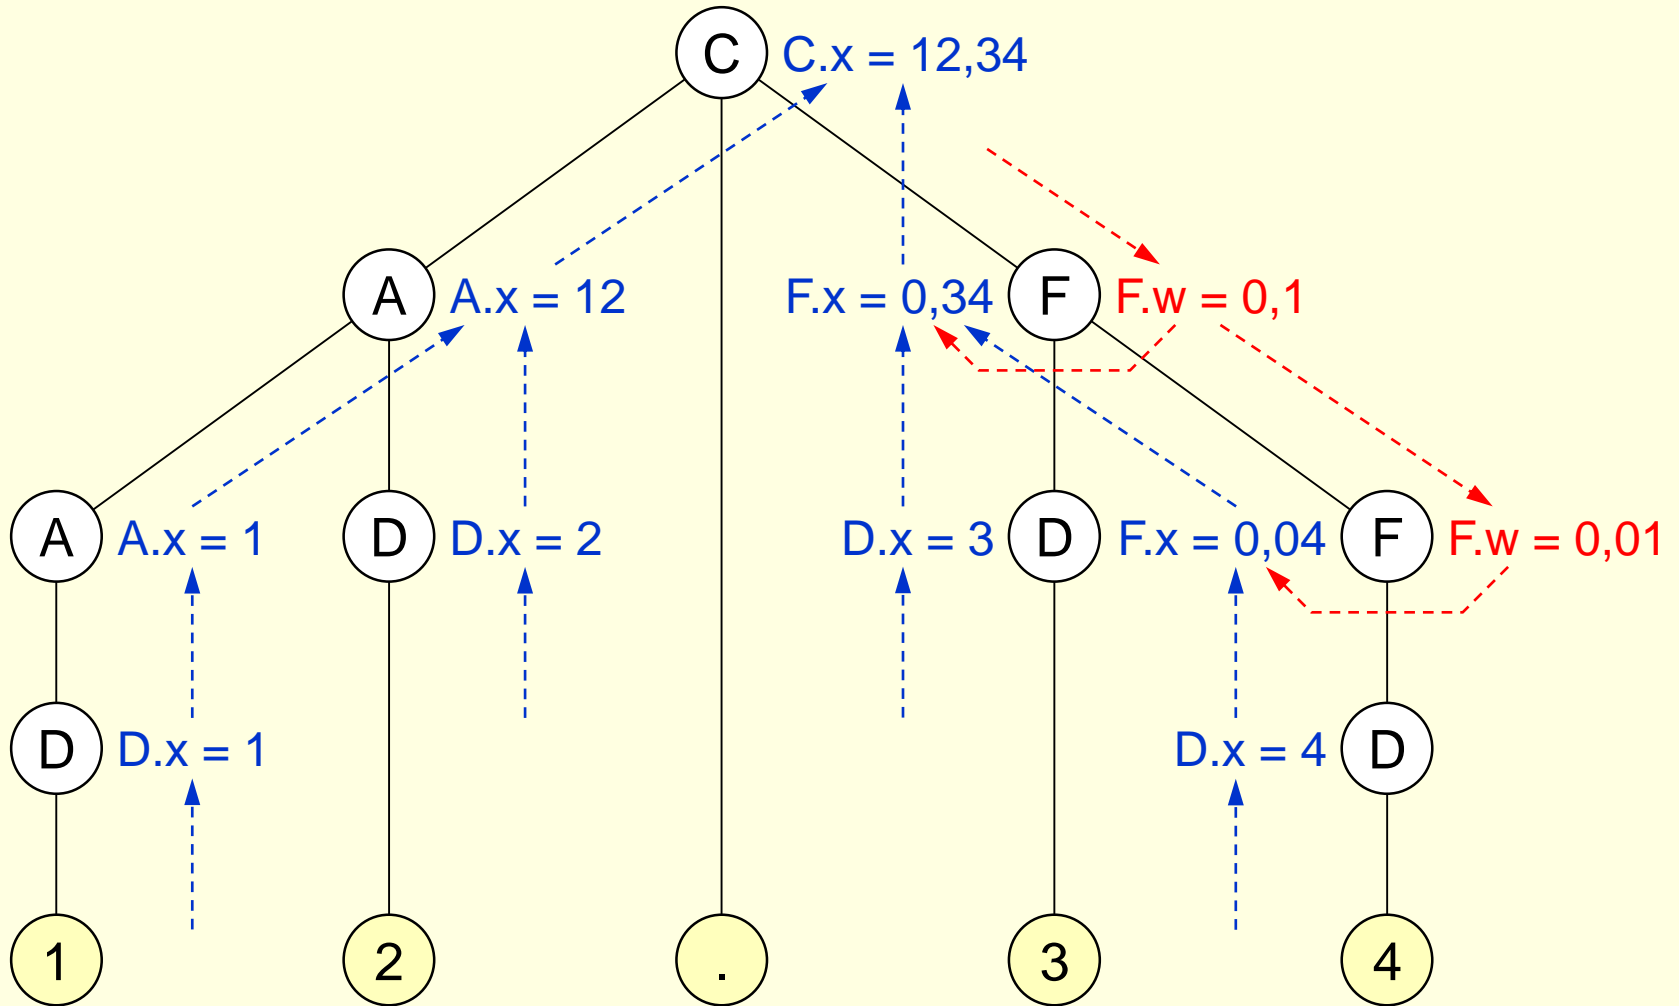 C C.x = 12,34
A A.x = 12 F.x = 0,34 F F.w = 0,1
A A.x = 1 D D.x = 2 D.x = 3 D F.x = 0,04 F F.w = 0,01
D D.x = 1 D.x = 4 D
1 2 . 3 4